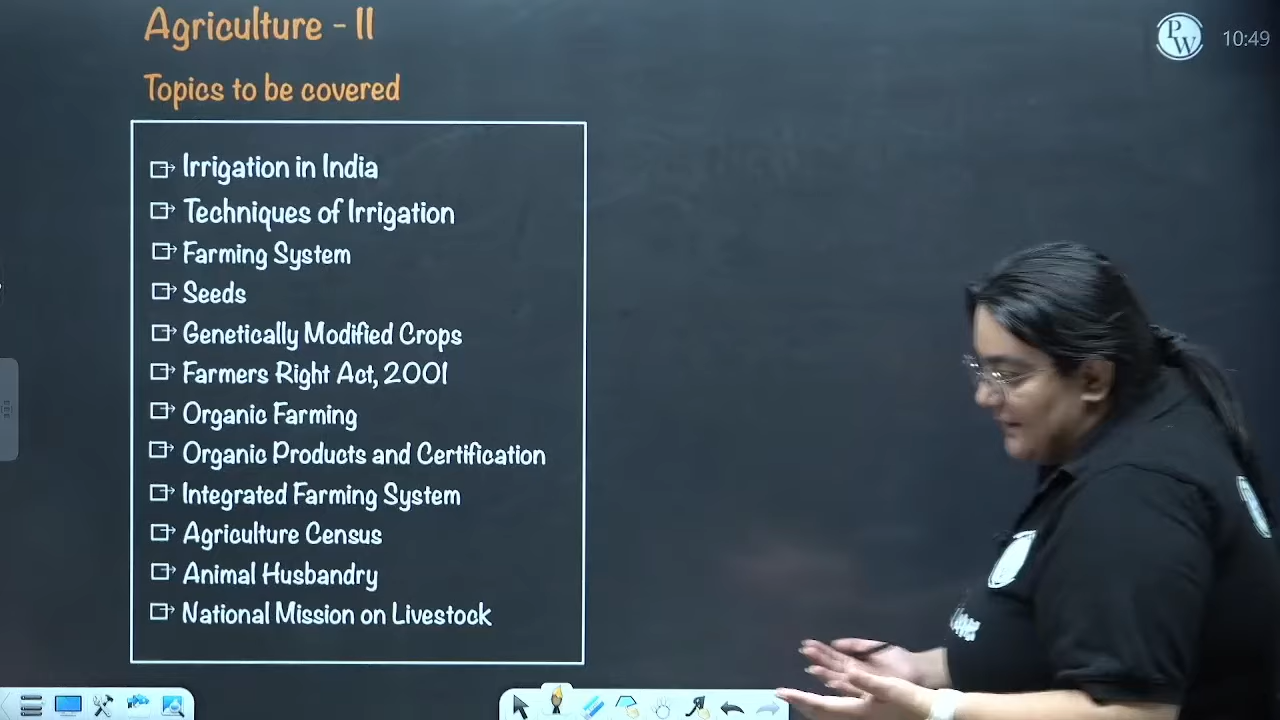 Agriculture - II
PW
10:49
Topics to be covered
Irrigation in India
Techniques of Irrigation
Farming System
Seeds
Genetically Modified Crops
Farmers Right Act, 2001
Organic Farming
Organic Products and Certification
Integrated Farming System
Agriculture Census
Animal Husbandry
National Mission on Livestock